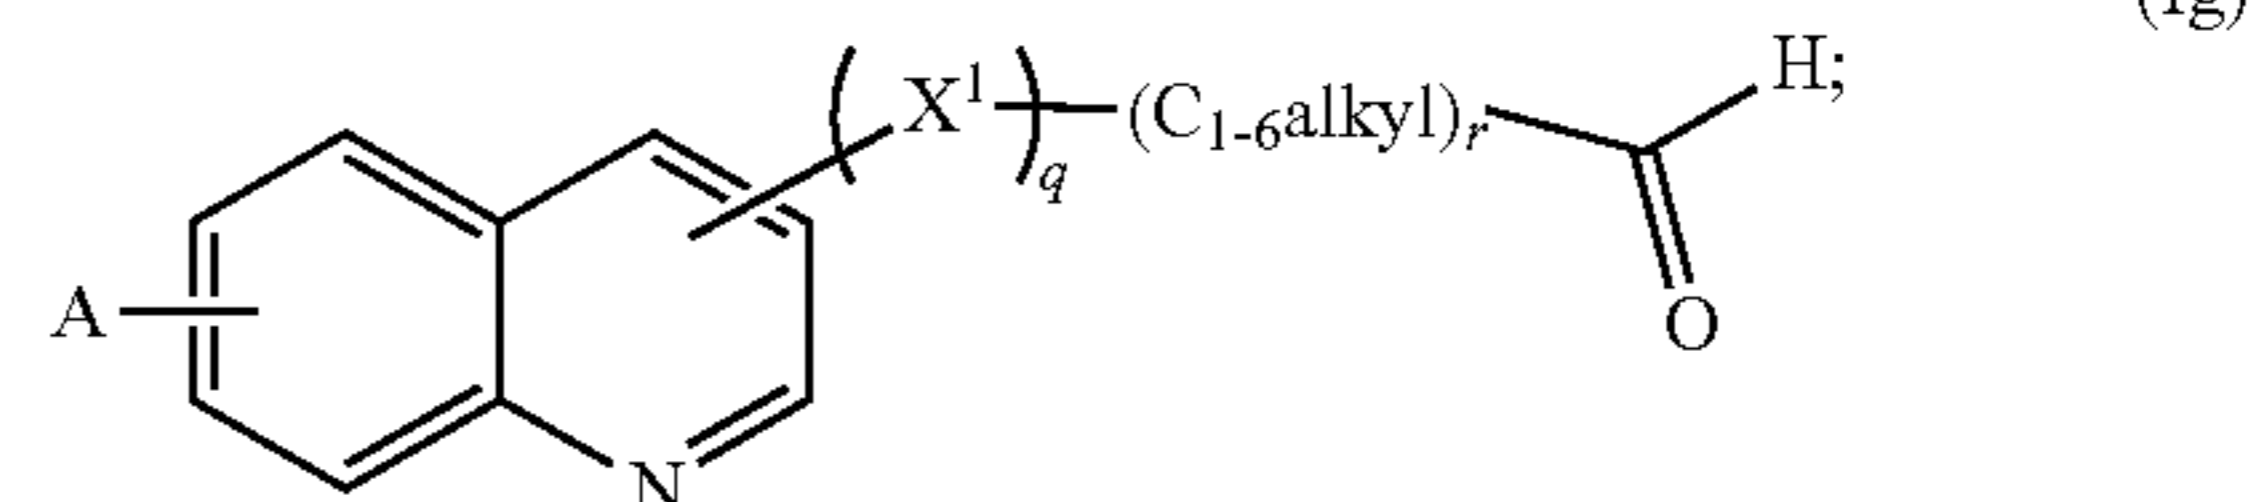 (Ig)
(X¹)q—(C1-6alkyl)r H;
A
O
N